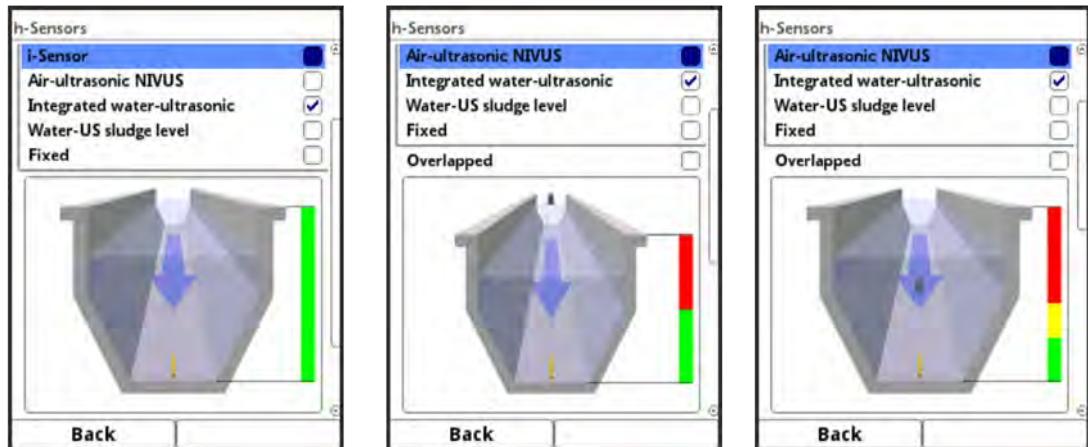 h-Sensors
i-Sensor
Air-ultrasonic NIVUS
Integrated water-ultrasonic
Water-US sludge level
Fixed
Back
h-Sensors
Air-ultrasonic NIVUS
Integrated water-ultrasonic
Water-US sludge level
Fixed
Overlapped
Back
h-Sensors
Air-ultrasonic NIVUS
Integrated water-ultrasonic
Water-US sludge level
Fixed
Overlapped
Back